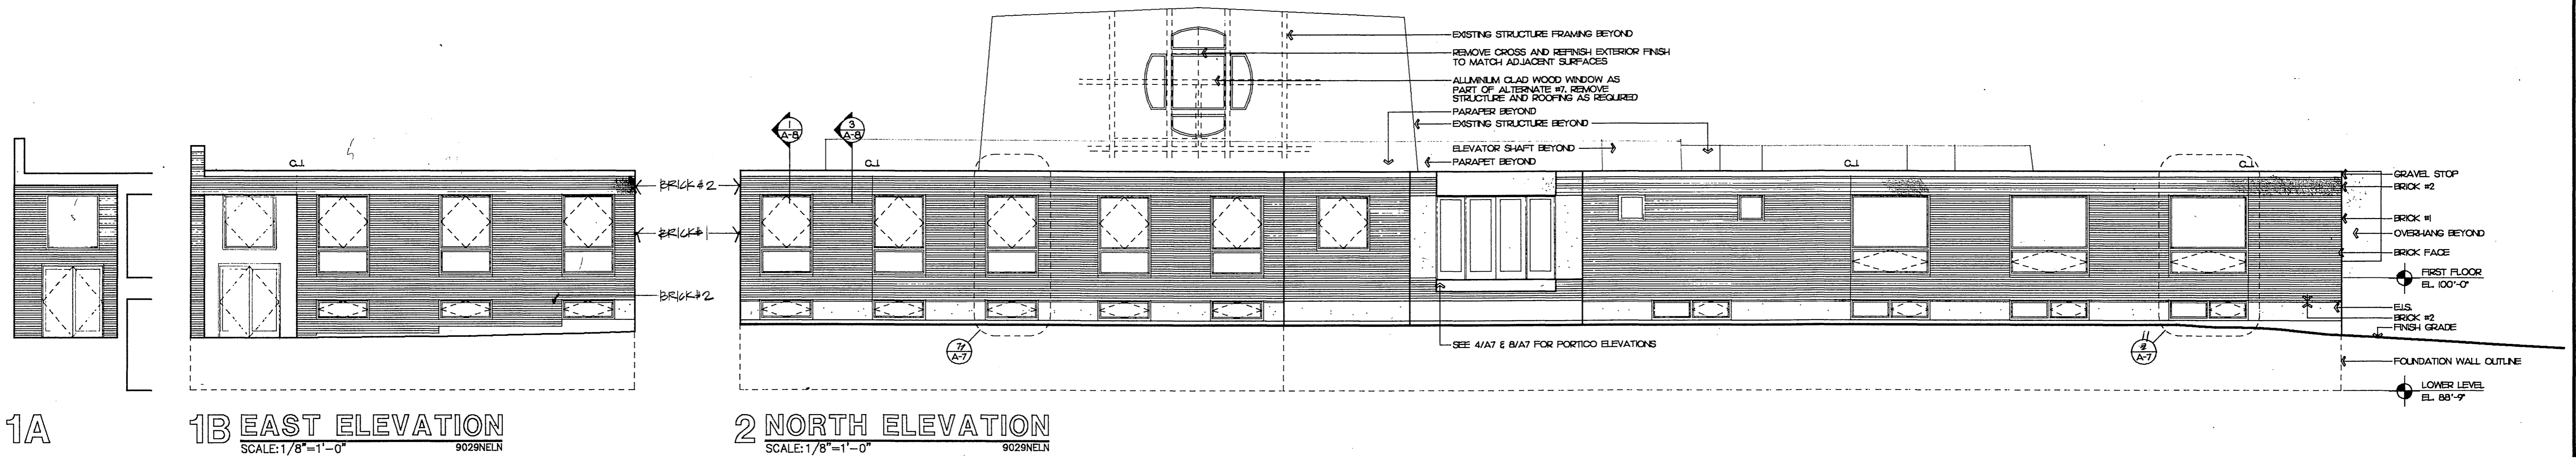 EXISTING STRUCTURE FRAMING BEYOND
REMOVE CROSS AND REFINISH EXTERIOR FINISH
TO MATCH ADJACENT SURFACES
ALUMINIUM CLAD WOOD WINDOW AS
PART OF ALTERNATE #7. REMOVE
STRUCTURE AND ROOFING AS REQUIRED
PARAPER BEYOND
EXISTING STRUCTURE BEYOND
ELEVATOR SHAFT BEYOND
PARAPET BEYOND
1
A-8
3
A-8
C.J.
C.J.
C.J.
C.J.
BRICK #2
BRICK #1
BRICK #2
GRAVEL STOP
BRICK #2
BRICK #1
OVERHANG BEYOND
BRICK FACE
FIRST FLOOR
EL. 100'-0"
E.I.S.
BRICK #2
FINISH GRADE
FOUNDATION WALL OUTLINE
LOWER LEVEL
EL. 88'-9"
SEE 4/A7 & 8/A7 FOR PORTICO ELEVATIONS
A-7
A-7
1A
1B EAST ELEVATION
SCALE: 1/8"=1'-0" 9029NELN
2 NORTH ELEVATION
SCALE: 1/8"=1'-0" 9029NELN